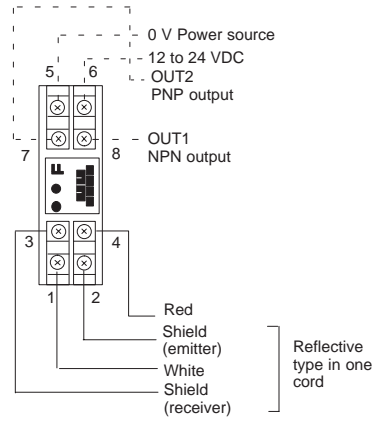 0 V Power source
12 to 24 VDC
5 6
OUT2
PNP output
OUT1
NPN output
7 8
F
3 4
1 2
Red
Shield
(emitter)
White
Shield
(receiver)
Reflective
type in one
cord